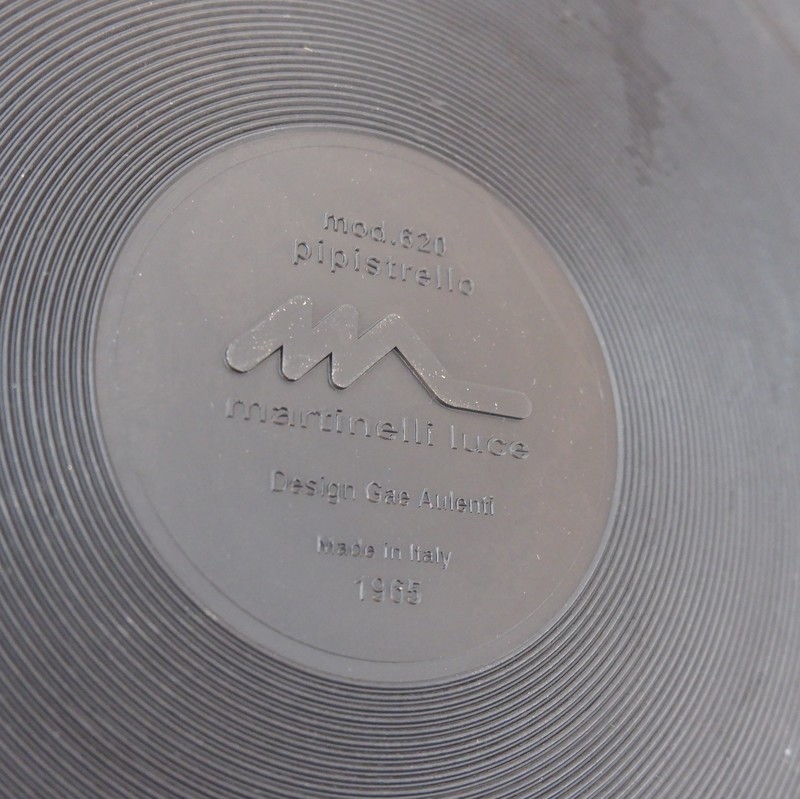 mod.620
pipistrello
martinelli luce
Design Gae Aulenti
Made in Italy
1965